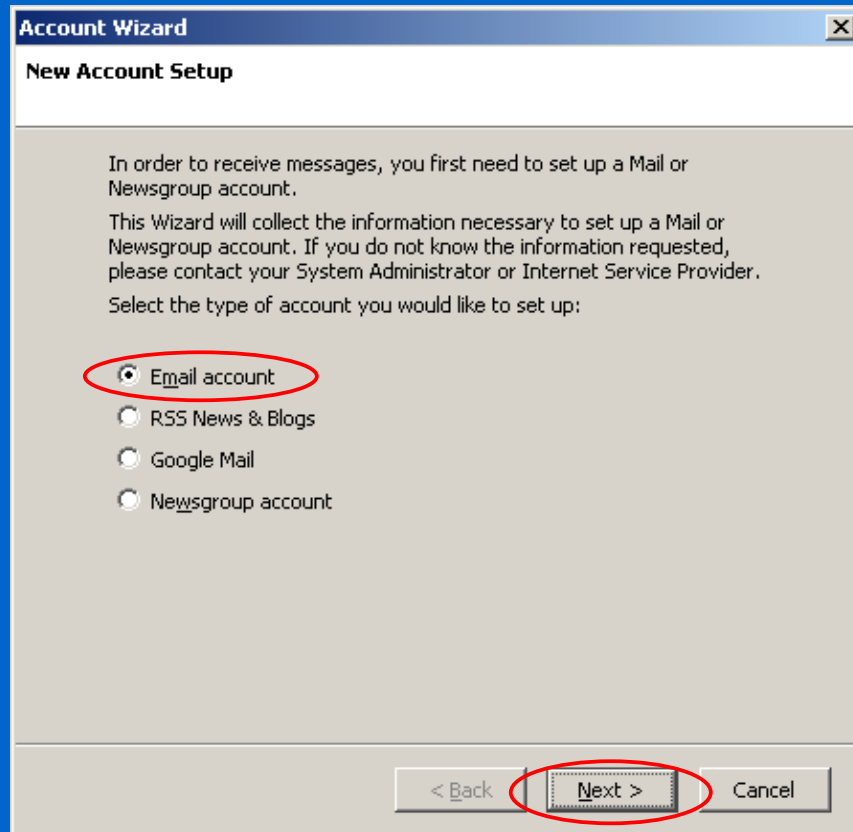 Account Wizard
New Account Setup
In order to receive messages, you first need to set up a Mail or
Newsgroup account.
This Wizard will collect the information necessary to set up a Mail or
Newsgroup account. If you do not know the information requested,
please contact your System Administrator or Internet Service Provider.
Select the type of account you would like to set up:
Email account
RSS News & Blogs
Google Mail
Newsgroup account
< Back Next > Cancel